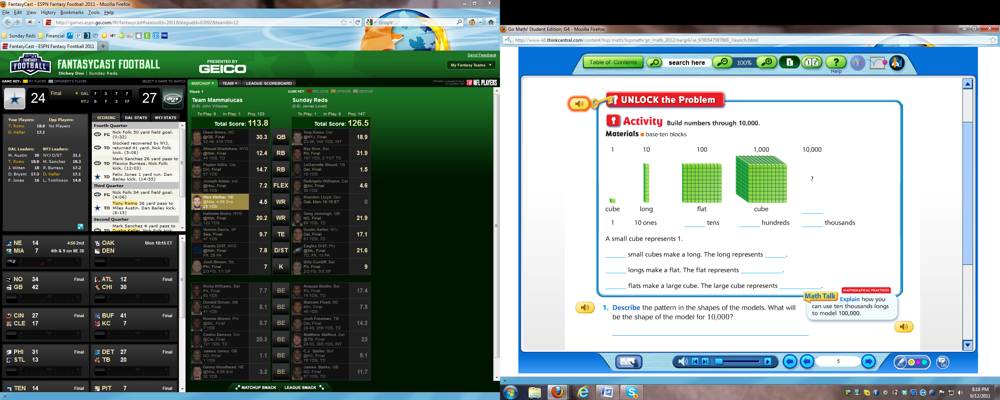 FantasyCast - ESPN Fantasy Football 2011 - Mozilla Firefox
File Edit View History Bookmarks Tools Help
http://games.espn.go.com/ffl/fantasycast#seasonId=2011&leagueId=63092&teamId=12
Google
Sunday Reds Financial
FantasyCast - ESPN Fantasy Football 2011
Send Feedback
ESPN FANTASY FOOTBALL
FANTASYCAST FOOTBALL
Dickey Doo | Sunday Reds
PRESENTED BY
GEICO
My Fantasy Teams
GAME KEY: MY PLAYER OPPONENT'S PLAYER
SELECT A GAME TO WATCH
24 Final 27
DAL 7 3 7 7
NYJ 0 7 3 17
Your Players: Opp Players:
T. Romo 18.9 No Players
D. Keller 17.1
DAL Leaders: NYJ Leaders:
M. Austin 20 NYJ D/ST 21.1
T. Romo 18.9 M. Sanchez 18.3
J. Witten 18 P. Burress 17.2
D. Bryant 17.3 D. Keller 17.1
F. Jones 16 L. Tomlinson 14.9
SCORING DAL STATS NYJ STATS
Fourth Quarter
FG Nick Folk 50 yard field goal.
(0:32)
blocked recovered by NYJ,
TD returned 41 yard. Nick Folk
kick. (5:08)
Mark Sanchez 26 yard pass to
TD Plaxico Burress. Nick Folk
kick. (12:03)
TD Felix Jones 1 yard run. Dan
Bailey kick. (14:55)
Third Quarter
FG Nick Folk 34 yard field goal.
(4:06)
Tony Romo 36 yard pass to
TD Miles Austin. Dan Bailey kick.
(8:15)
Second Quarter
Mark Sanchez 4 yard pass to
TD Dustin Keller. Nick Folk kick
NE 14 4:56 2nd
MIA 7 4th & 9 on NE 38
OAK Mon 10:15 ET
DEN
NO 34 Final
GB 42
ATL 12 Final
CHI 30
CIN 27 Final
CLE 17
BUF 41 Final
KC 7
PHI 31 Final
STL 13
DET 27 Final
TB 20
TEN 14 Final
PIT 7 Final
MATCHUP TEAM LEAGUE SCOREBOARD
Officially Licensed Product
of PLAYERS INC
NFL PLAYERS
Week 1
GAME KEY: RED ZONE OFFENSE DEFENSE
Team Mammalucas
(0-0) John Villacres
To Play: 0 In Play: 1 Proj: 123
Total Score: 113.8
Sunday Reds
(0-0) James Lovett
To Play: 1 In Play: 0 Proj: 147
Total Score: 126.5
Drew Brees, NO
@GB, Final
32-49, 419 YDS
30.3 QB
Tony Romo, Dal
@NYJ, Final
23-36, 342 YDS, INT
18.9
Ahmad Bradshaw, NYG
@Wsh, Final
44 YDS, TD
12.4 RB
Ray Rice, Bal
Pit, Final
107 YDS, 2 TOT TD
31.9
Peyton Hillis, Cle
Cin, Final
57 YDS
14.7 RB
LeGarrette Blount, TB
Det, Final
15 YDS
1.5
Joseph Addai, Ind
@Hou, Final
39 YDS
7.2 FLEX
DeAngelo Williams, Car
@Ari, Final
30 YDS
4.6
Wes Welker, NE
@Mia, 4:56 2nd
25 YDS
4.5 WR
Brandon Lloyd, Den
Oak, Mon 10:15 ET
0
Hakeem Nicks, NYG
@Wsh, Final
122 YDS
20.2 WR
Greg Jennings, GB
NO, Final
89 YDS, TD
21.9
Vernon Davis, SF
Sea, Final
47 YDS
9.7 TE
Dustin Keller, NYJ
Dal, Final
61 YDS, TD
17.1
Giants D/ST, NYG
@Wsh, Final
FR, 28 PA
7.8 D/ST
Eagles D/ST, Phi
@StL, Final
TD, FR, 13 PA
21.6
Josh Brown, StL
Phi, Final
2/3 FG, 1/1 XP
7 K
Billy Cundiff, Bal
Pit, Final
2/2 FG, 3/3 XP
9
Ricky Williams, Bal
Pit, Final
63 YDS
7.7 BE
Anquan Boldin, Bal
Pit, Final
74 YDS, TD
17.4
Donald Driver, GB
NO, Final
41 YDS
8.1 BE
Malcom Floyd, SD
Min, Final
45 YDS
7.5
Ronnie Brown, Phi
@StL, Final
7 YDS
0.7 BE
Josh Freeman, TB
Det, Final
28-43, 259 YDS, TD
14.2
Cedric Benson, Cin
@Cle, Final
121 YDS, TD
20.3 BE
Matthew Stafford, Det
@TB, Final
24-33, 305 YDS, INT
23
James Jones, GB
NO, Final
1 YDS
1.1 BE
C.J. Spiller, Buf
@KC, Final
16 YDS, TD
9.1
Danny Woodhead, NE
@Mia, 4:56 2nd
32 YDS
3.2 BE
James Starks, GB
NO, Final
57 YDS, TD
11.7
MATCHUP SMACK LEAGUE SMACK
Go Math! Student Edition, G4 - Mozilla Firefox
http://www-k6.thinkcentral.com/content/hsp/math/hspmath/go_math_2012/na/gr4/se_9780547587868_/launch.html
Table of Contents search here 100% 1 1 2 ?
Help
UNLOCK the Problem
Activity Build numbers through 10,000.
Materials base-ten blocks
1 10 100 1,000 10,000
?
cube long flat cube ______
1 10 ones ______ tens ______ hundreds ______ thousands
A small cube represents 1.
______ small cubes make a long. The long represents ______.
______ longs make a flat. The flat represents ____________.
______ flats make a large cube. The large cube represents ____________.
Math Talk
MATHEMATICAL PRACTICES
Explain how you
can use ten thousands longs
to model 100,000.
1. Describe the pattern in the shapes of the models. What will
be the shape of the model for 10,000?
5
8:18 PM
9/12/2011